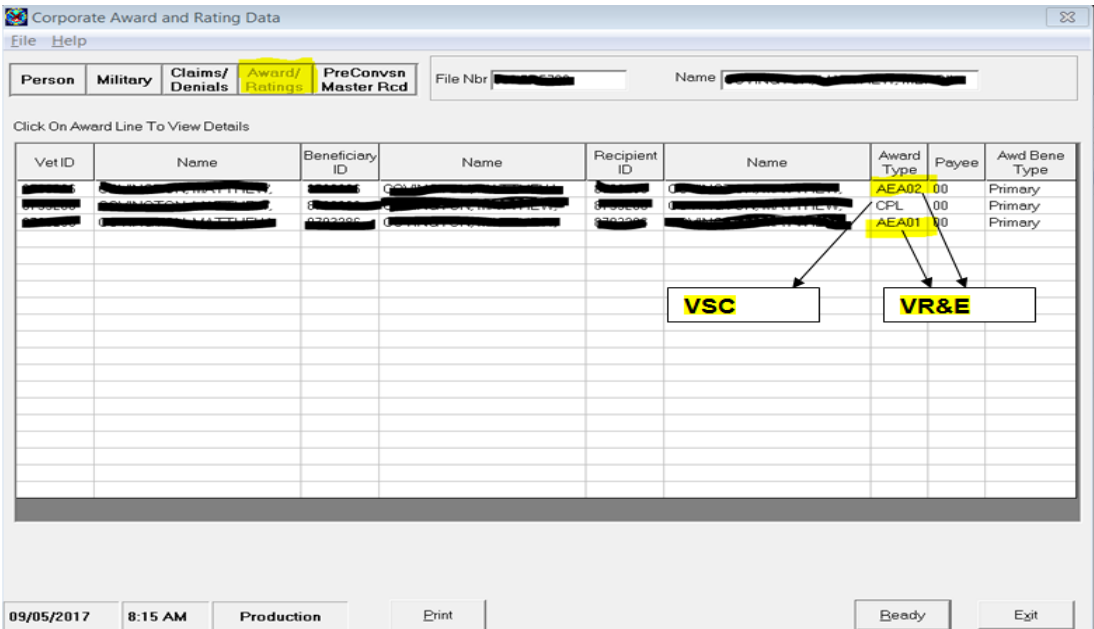 Corporate Award and Rating Data
File Help
Person Military Claims/ Denials Award/ Ratings PreConvsn Master Rcd File Nbr Name
Click On Award Line To View Details
Vet ID Name Beneficiary ID Name Recipient ID Name Award Type Payee Awd Bene Type
AEA02 00 Primary
CPL 00 Primary
AEA01 00 Primary
VSC VR&E
09/05/2017 8:15 AM Production Print Ready Exit